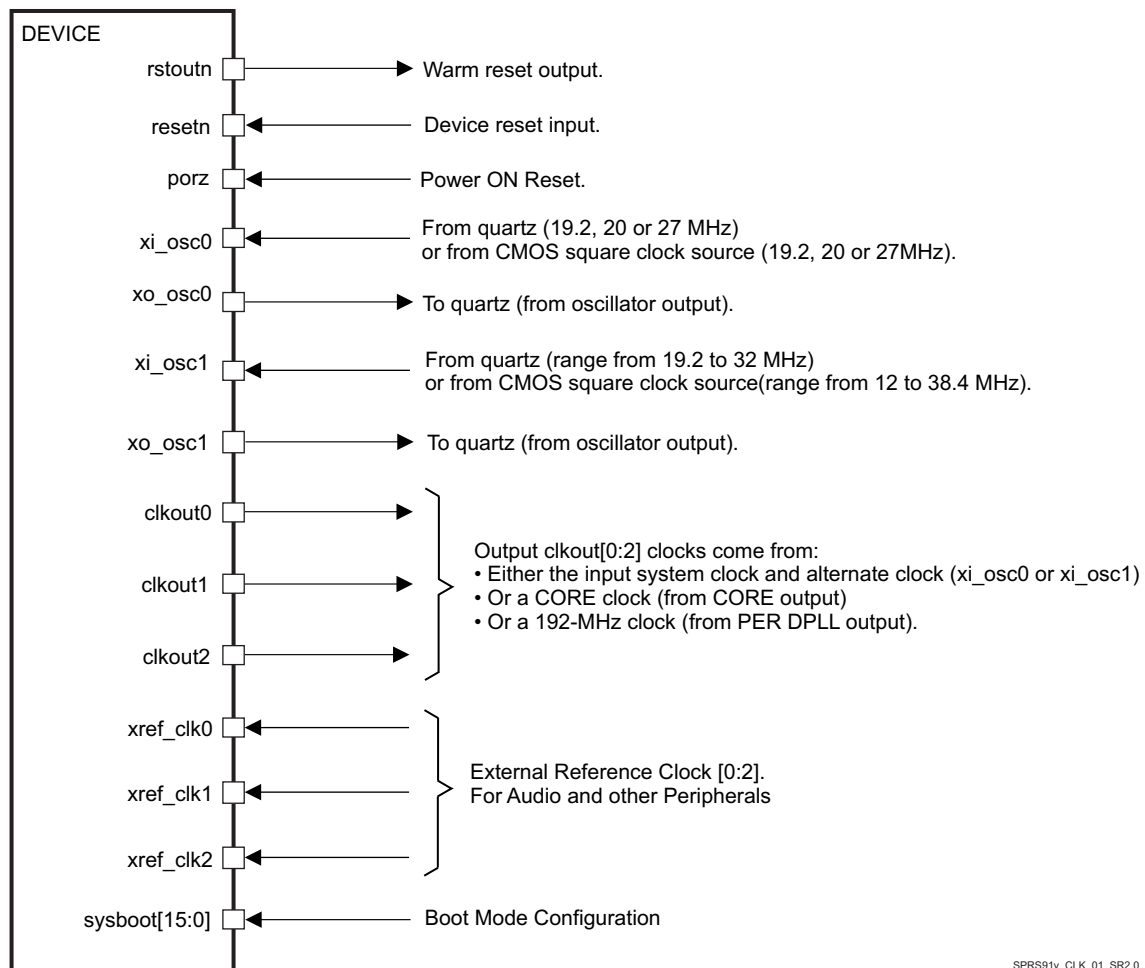 DEVICE
rstoutn
Warm reset output.
resetn
Device reset input.
porz
Power ON Reset.
xi_osc0
From quartz (19.2, 20 or 27 MHz)
or from CMOS square clock source (19.2, 20 or 27MHz).
xo_osc0
To quartz (from oscillator output).
xi_osc1
From quartz (range from 19.2 to 32 MHz)
or from CMOS square clock source(range from 12 to 38.4 MHz).
xo_osc1
To quartz (from oscillator output).
clkout0
clkout1
clkout2
Output clkout[0:2] clocks come from:
• Either the input system clock and alternate clock (xi_osc0 or xi_osc1)
• Or a CORE clock (from CORE output)
• Or a 192-MHz clock (from PER DPLL output).
xref_clk0
xref_clk1
xref_clk2
External Reference Clock [0:2].
For Audio and other Peripherals
sysboot[15:0]
Boot Mode Configuration
SPRS91v_CLK_01_SR2.0